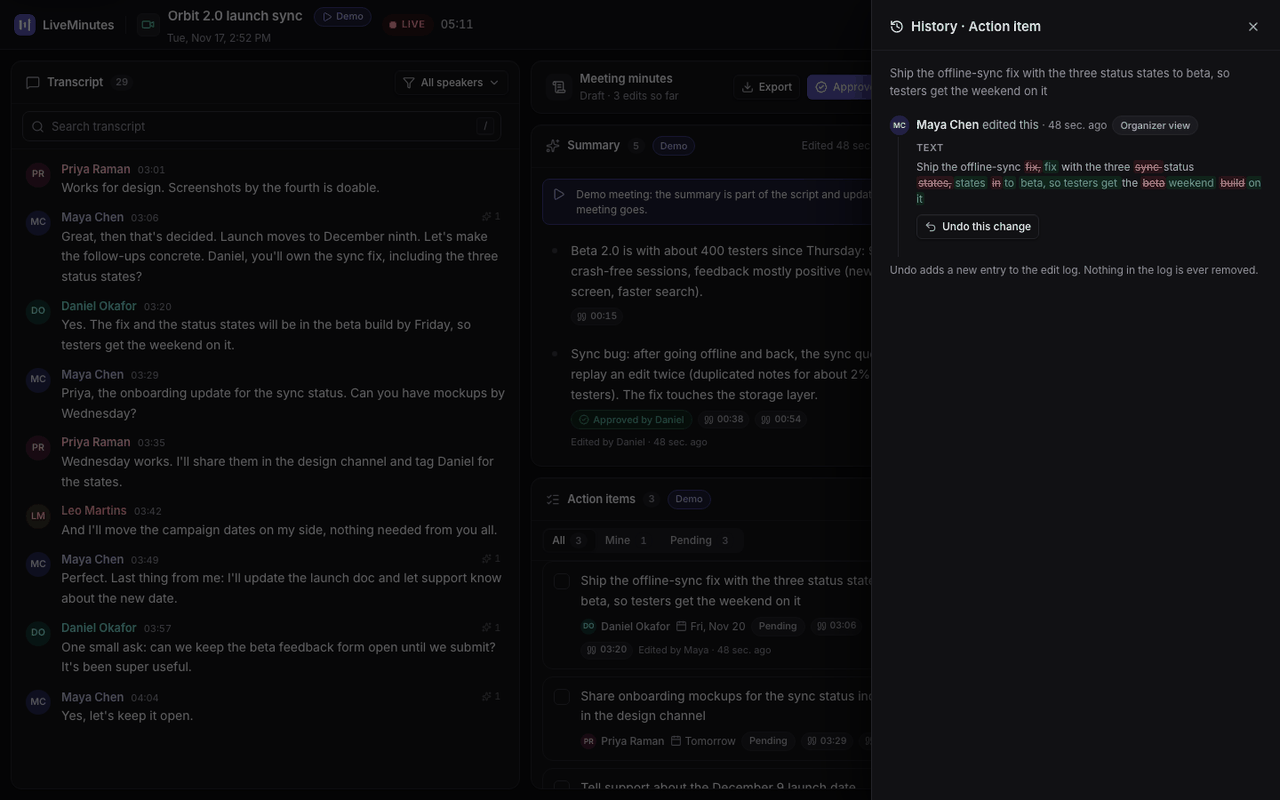 LiveMinutes
Orbit 2.0 launch sync
Demo
LIVE
05:11
Tue, Nov 17, 2:52 PM
Transcript 29
All speakers
Search transcript
/
PR
Priya Raman 03:01
Works for design. Screenshots by the fourth is doable.
MC
Maya Chen 03:06
1
Great, then that's decided. Launch moves to December ninth. Let's make
the follow-ups concrete. Daniel, you'll own the sync fix, including the three
status states?
DO
Daniel Okafor 03:20
Yes. The fix and the status states will be in the beta build by Friday, so
testers get the weekend on it.
MC
Maya Chen 03:29
Priya, the onboarding update for the sync status. Can you have mockups by
Wednesday?
PR
Priya Raman 03:35
Wednesday works. I'll share them in the design channel and tag Daniel for
the states.
LM
Leo Martins 03:42
And I'll move the campaign dates on my side, nothing needed from you all.
MC
Maya Chen 03:49
1
Perfect. Last thing from me: I'll update the launch doc and let support know
about the new date.
DO
Daniel Okafor 03:57
1
One small ask: can we keep the beta feedback form open until we submit?
It's been super useful.
MC
Maya Chen 04:04
1
Yes, let's keep it open.
Meeting minutes
Draft · 3 edits so far
Export
Summary 5
Demo
Edited 48 sec
Demo meeting: the summary is part of the script and
meeting goes.
Beta 2.0 is with about 400 testers since Thursday:
crash-free sessions, feedback mostly positive (new
screen, faster search).
00:15
Sync bug: after going offline and back, the sync
replay an edit twice (duplicated notes for about 2%
testers). The fix touches the storage layer.
Approved by Daniel
00:38
00:54
Edited by Daniel · 48 sec. ago
Action items 3
Demo
All 3
Mine 1
Pending 3
Ship the offline-sync fix with the three status
beta, so testers get the weekend on it
DO Daniel Okafor
Fri, Nov 20
Pending
03:06
03:20
Edited by Maya · 48 sec. ago
Share onboarding mockups for the sync status
in the design channel
PR Priya Raman
Tomorrow
Pending
03:29
Tell support about the December 9 launch date
History · Action item
Ship the offline-sync fix with the three status states to beta, so
testers get the weekend on it
MC
Maya Chen edited this · 48 sec. ago
Organizer view
TEXT
Ship the offline-sync fix, fix with the three sync status
states, states in to beta, so testers get the beta weekend build on
it
Undo this change
Undo adds a new entry to the edit log. Nothing in the log is ever removed.